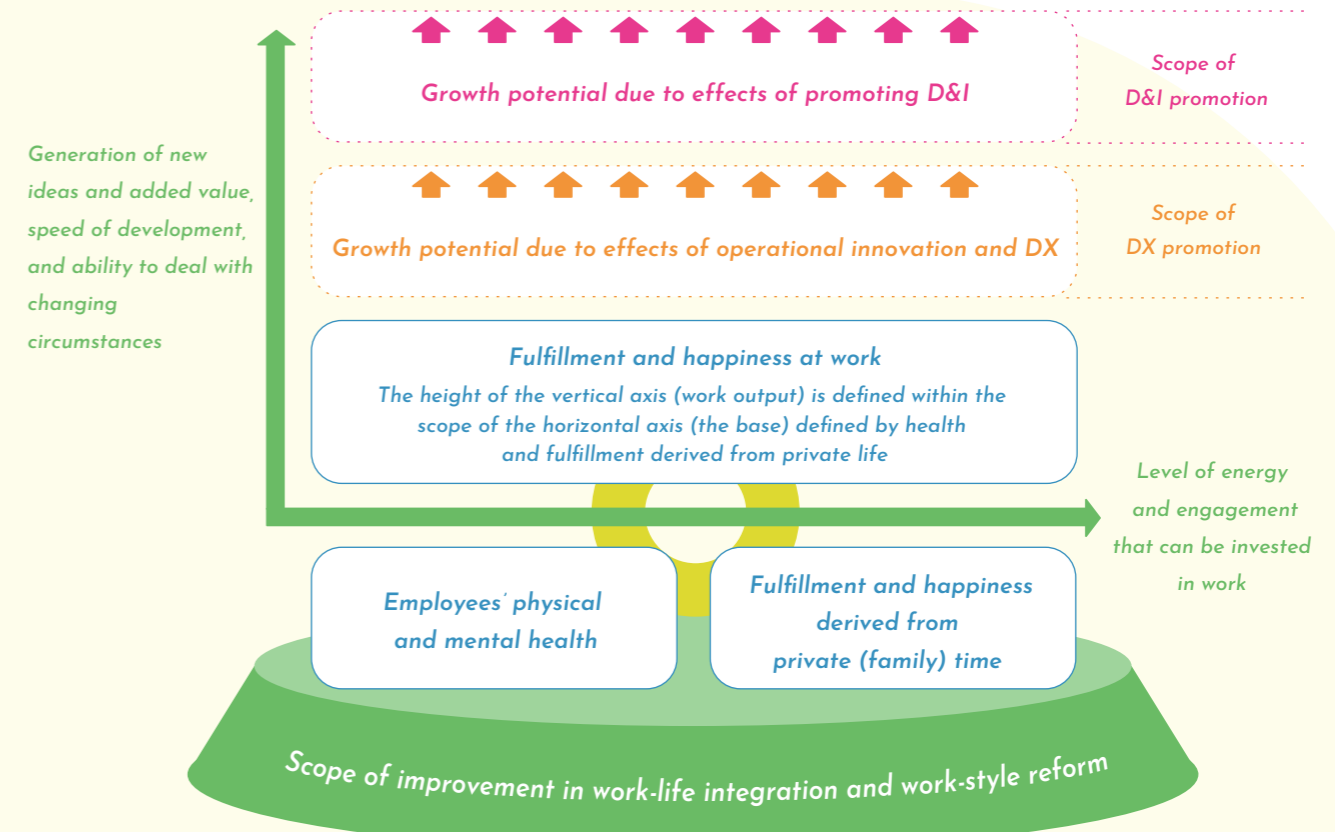 Growth potential due to effects of promoting D&I
Scope of
D&I promotion
Generation of new
ideas and added value,
speed of development,
and ability to deal with
changing
circumstances
Growth potential due to effects of operational innovation and DX
Scope of
DX promotion
Fulfillment and happiness at work
The height of the vertical axis (work output) is defined within the
scope of the horizontal axis (the base) defined by health
and fulfillment derived from private life
Level of energy
and engagement
that can be invested
in work
Employees’ physical
and mental health
Fulfillment and happiness
derived from
private (family) time
Scope of improvement in work-life integration and work-style reform